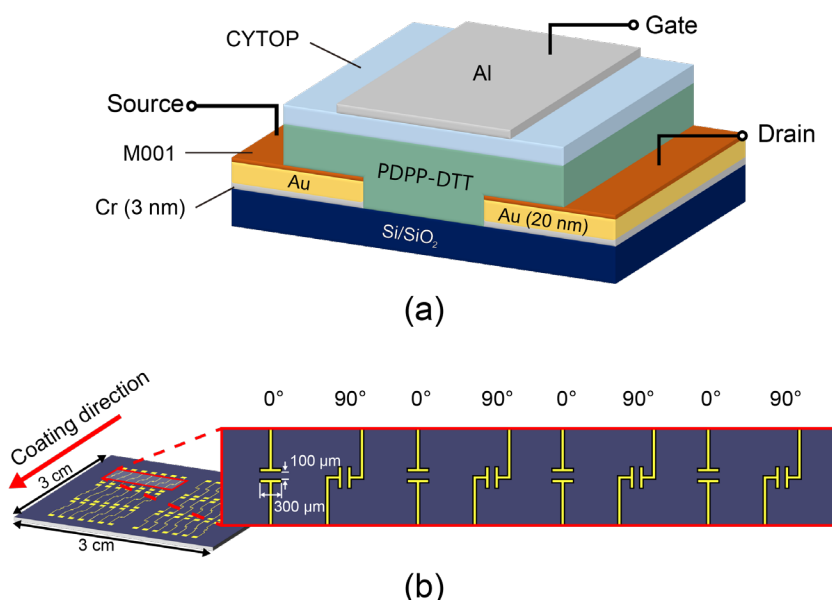 Gate
CYTOP
Al
Source
Drain
M001
PDPP-DTT
Au
Cr (3 nm)
Au (20 nm)
Si/SiO₂
(a)
0° 90° 0° 90° 0° 90° 0° 90°
Coating direction
100 µm
300 µm
3 cm
3 cm
(b)